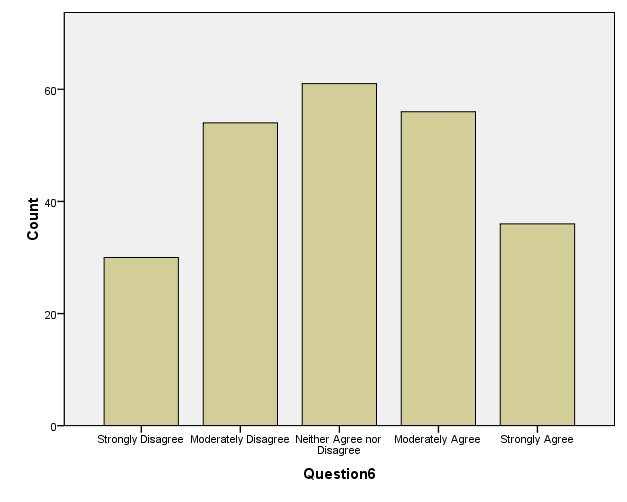 60
40
20
0
Count
Strongly Disagree
Moderately Disagree
Neither Agree nor
Disagree
Moderately Agree
Strongly Agree
Question6